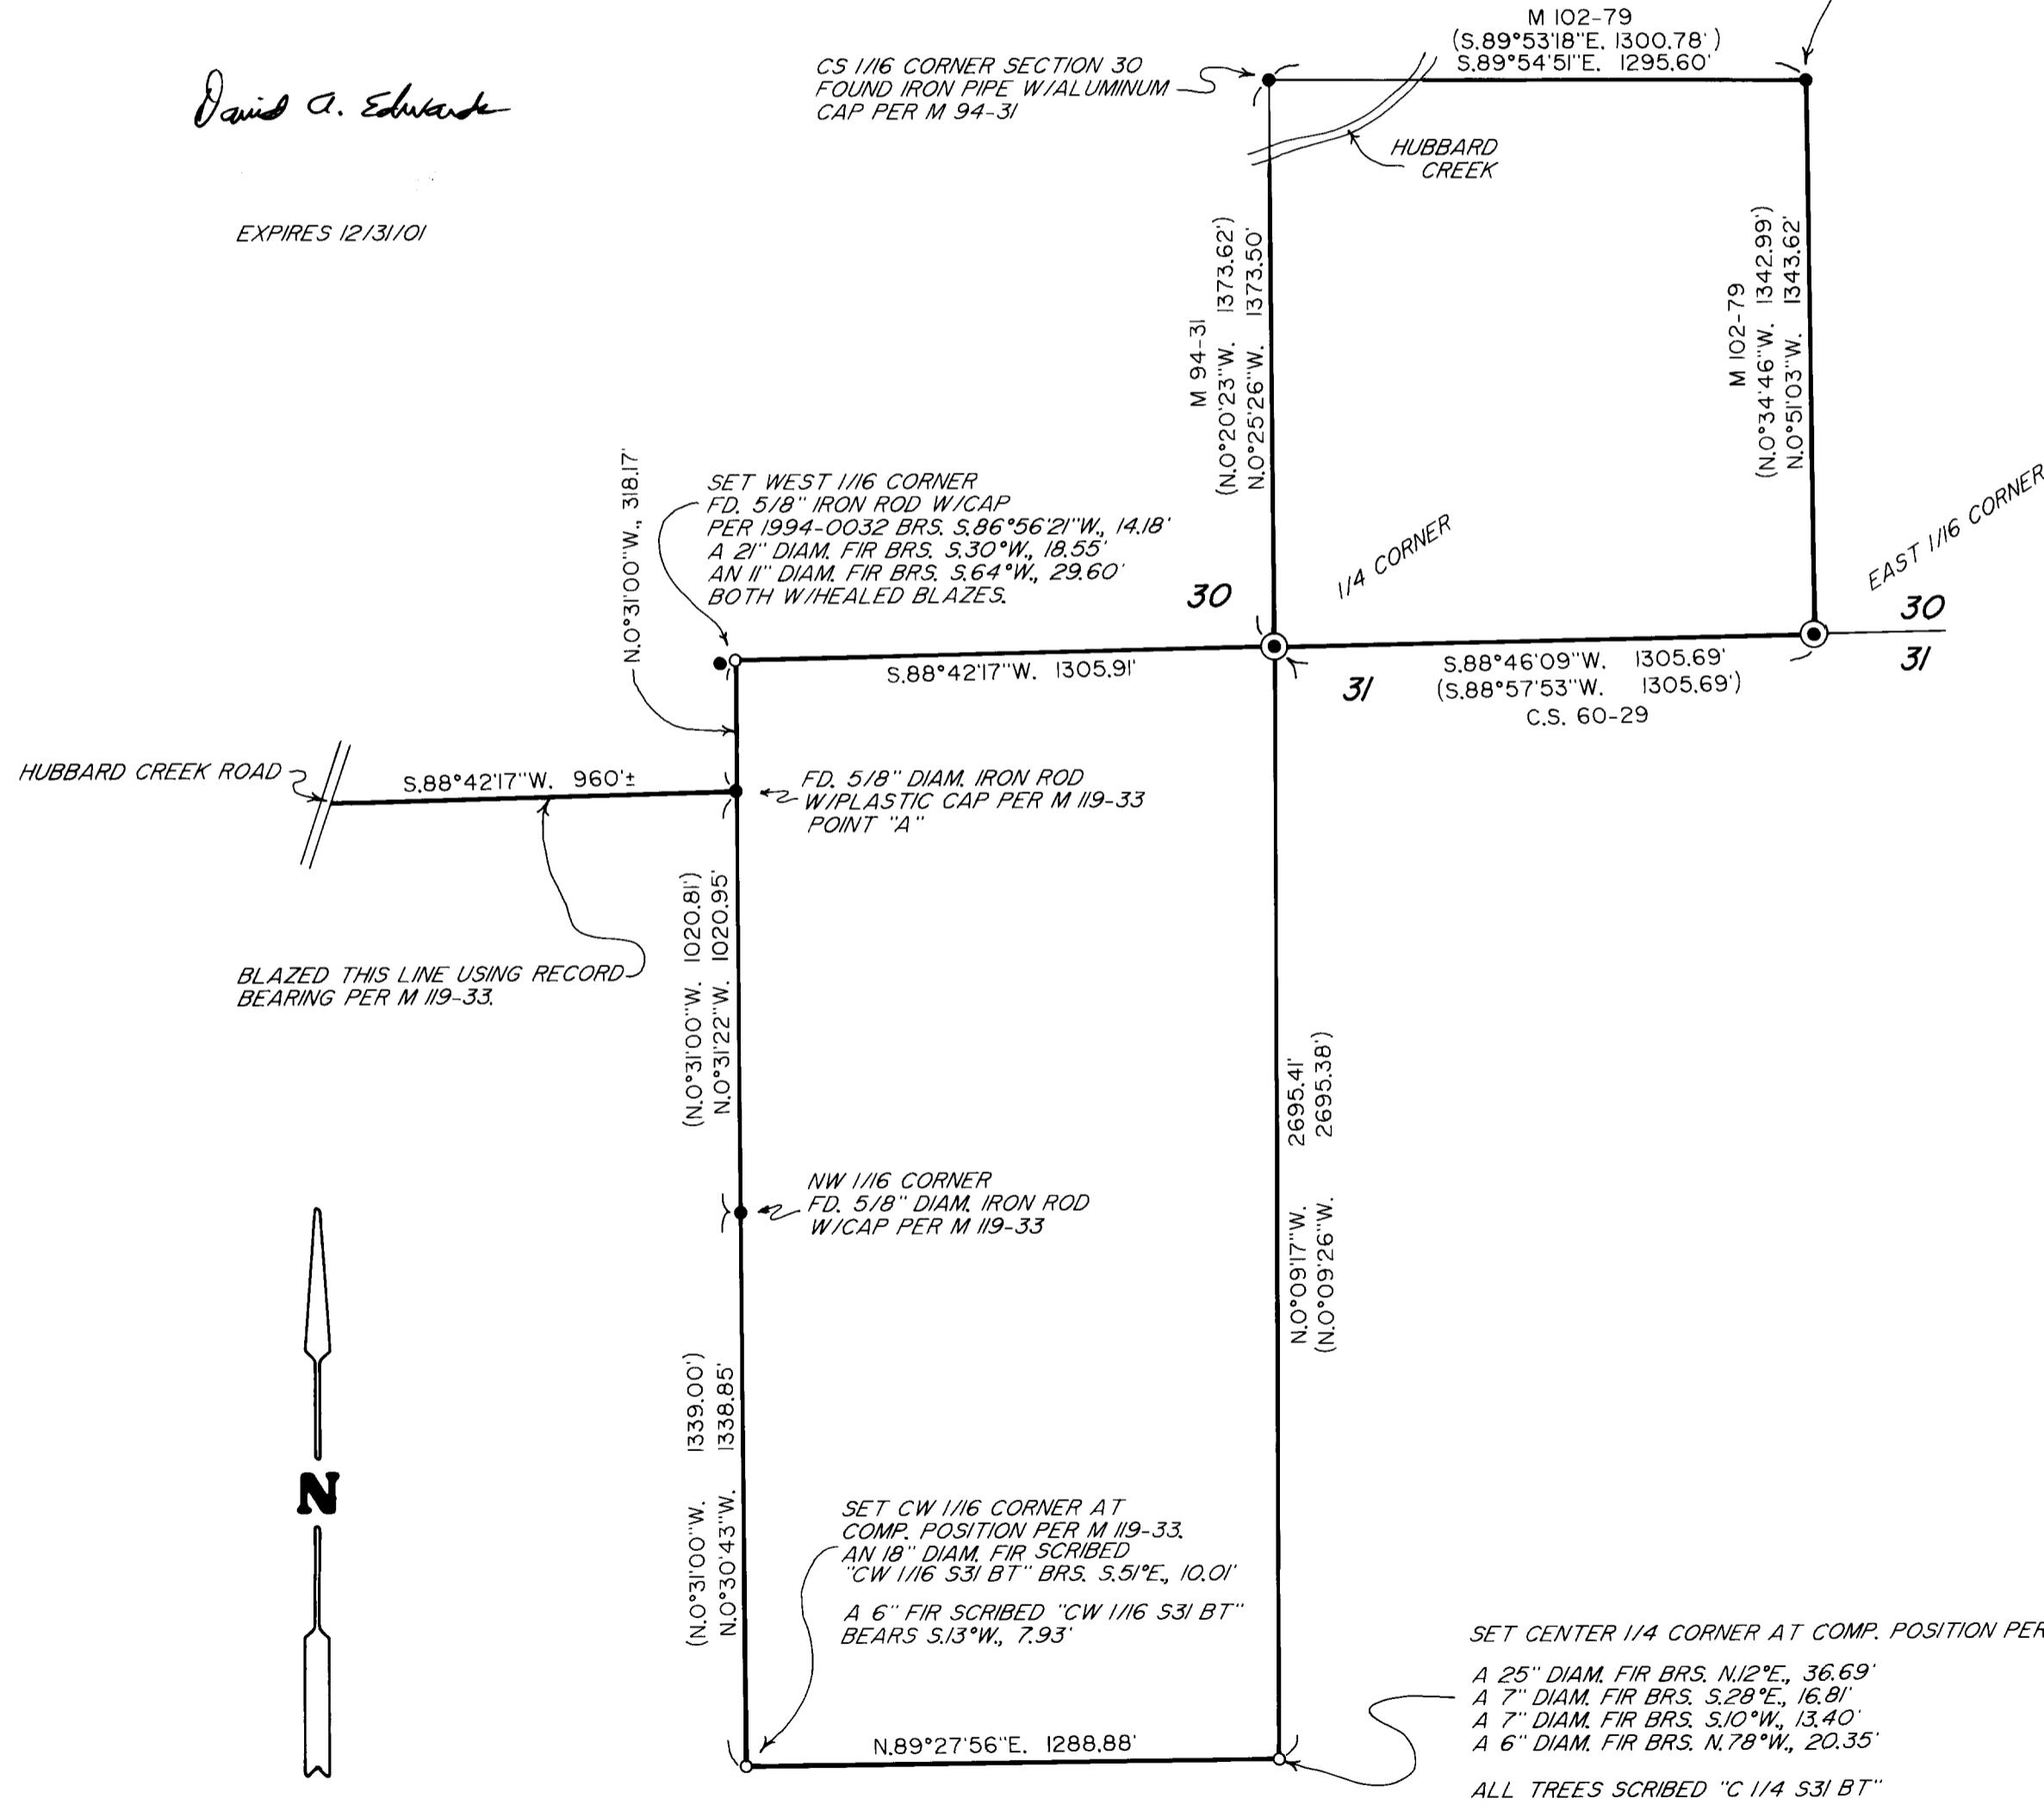 M 102-79
(S.89°53'18"E. 1300.78')
S.89°54'51"E. 1295.60'
David A. Edwards
EXPIRES 12/31/01
CS 1/16 CORNER SECTION 30
FOUND IRON PIPE W/ALUMINUM
CAP PER M 94-31
HUBBARD
CREEK
M 94-31
(N.0°20'23"W. 1373.62')
N.0°25'26"W. 1373.50'
M 102-79
(N.0°34'46"W. 1342.99')
N.0°51'03"W. 1343.62'
N.0°31'00"W., 318.17'
SET WEST 1/16 CORNER
FD. 5/8" IRON ROD W/CAP
PER 1994-0032 BRS. S.86°56'21"W., 14.18'
A 21" DIAM. FIR BRS. S.30°W., 18.55'
AN 11" DIAM. FIR BRS. S.64°W., 29.60'
BOTH W/HEALED BLAZES.
1/4 CORNER
EAST 1/16 CORNER
30
30
31
31
S.88°42'17"W. 1305.91'
S.88°46'09"W. 1305.69'
(S.88°57'53"W. 1305.69')
C.S. 60-29
HUBBARD CREEK ROAD
S.88°42'17"W. 960'±
FD. 5/8" DIAM. IRON ROD
W/PLASTIC CAP PER M 119-33
POINT "A"
BLAZED THIS LINE USING RECORD
BEARING PER M 119-33.
(N.0°31'00"W. 1020.81')
N.0°31'22"W. 1020.95'
NW 1/16 CORNER
FD. 5/8" DIAM. IRON ROD
W/CAP PER M 119-33
N.0°09'17"W. 2695.41'
(N.0°09'26"W. 2695.38')
(N.0°31'00"W. 1339.00')
N.0°30'43"W. 1338.85'
N
SET CW 1/16 CORNER AT
COMP. POSITION PER M 119-33.
AN 18" DIAM. FIR SCRIBED
"CW 1/16 S31 BT" BRS. S.51°E., 10.01'
A 6" FIR SCRIBED "CW 1/16 S31 BT"
BEARS S.13°W., 7.93'
N.89°27'56"E. 1288.88'
SET CENTER 1/4 CORNER AT COMP. POSITION PER
A 25" DIAM. FIR BRS. N.12°E., 36.69'
A 7" DIAM. FIR BRS. S.28°E., 16.81'
A 7" DIAM. FIR BRS. S.10°W., 13.40'
A 6" DIAM. FIR BRS. N.78°W., 20.35'
ALL TREES SCRIBED "C 1/4 S31 BT"